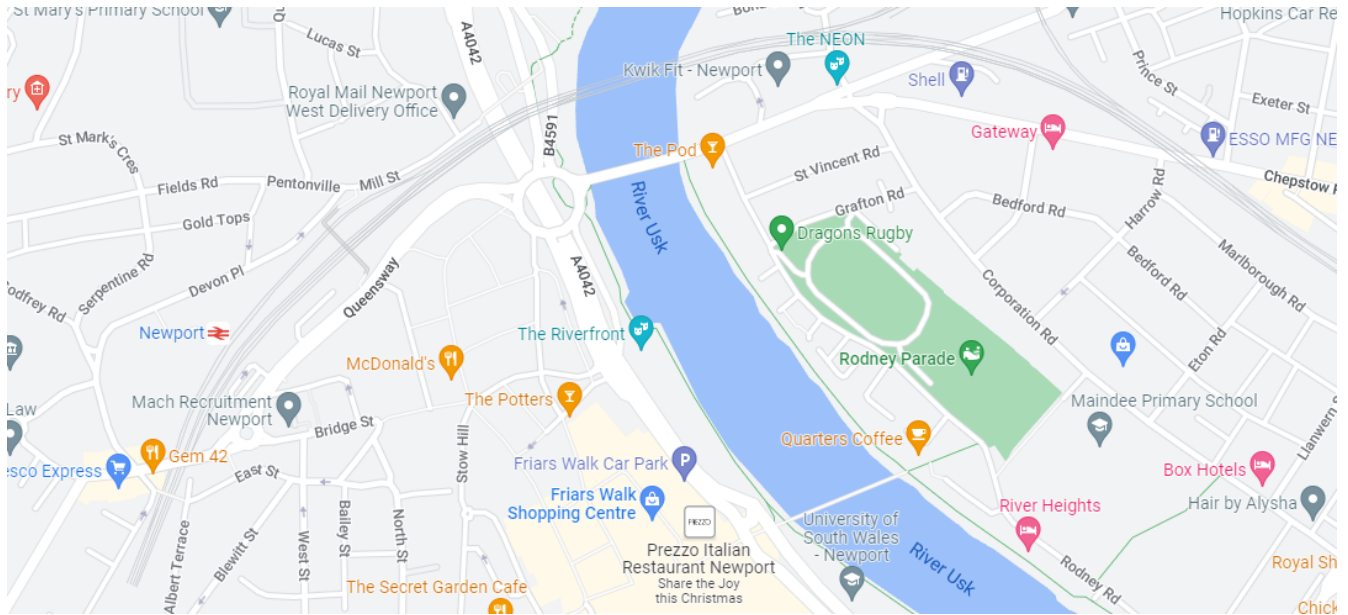 St Mary's Primary School
Lucas St
A4042
Bond
Hopkins Car Re
The NEON
Kwik Fit - Newport
Shell
Prince St
Royal Mail Newport
West Delivery Office
ry
Exeter St
B4591
Gateway
ESSO MFG NE
St Mark's Cres
The Pod
St Vincent Rd
Chepstow R
Fields Rd
Pentonville
Mill St
Gold Tops
River Usk
Grafton Rd
Bedford Rd
Harrow Rd
Dragons Rugby
Serpentine Rd
Devon Pl
Queensway
A4042
Corporation Rd
Bedford Rd
Marlborough Rd
Godfrey Rd
Newport
The Riverfront
Eton Rd
McDonald's
Rodney Parade
Mach Recruitment
Newport
The Potters
Maindee Primary School
Law
Bridge St
Stow Hill
Quarters Coffee
Llanwern S
Gem 42
esco Express
East St
Friars Walk Car Park
Box Hotels
Friars Walk
Shopping Centre
Hair by Alysha
PREZZO
River Heights
Albert Terrace
Blewitt St
West St
Bailey St
North St
University of
South Wales
- Newport
River Usk
Prezzo Italian
Restaurant Newport
Share the Joy
this Christmas
Rodney Rd
Royal Sh
The Secret Garden Cafe
Chick